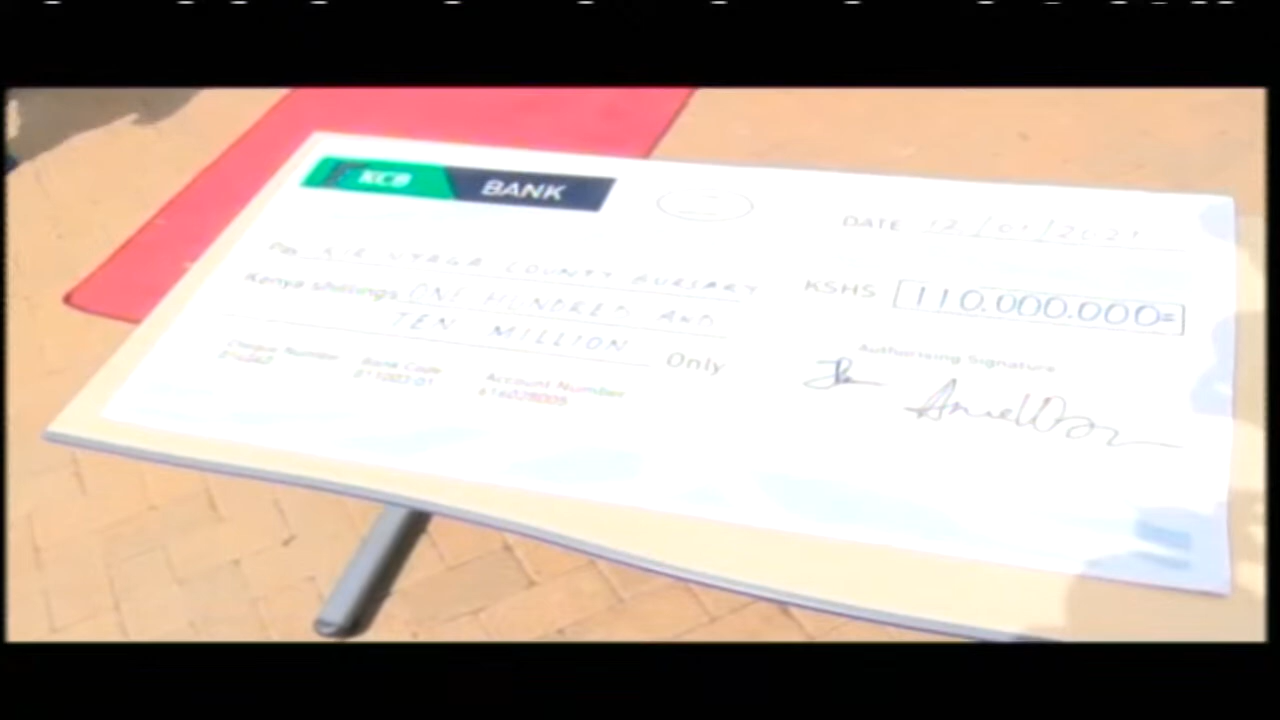 KCB BANK
DATE 12/01/2021
Pay KIRINYAGA COUNTY BURSARY
KSHS 110.000.000=
Kenya shillings ONE HUNDRED AND
TEN MILLION Only
Authorising Signature
Cheque Number
Bank Code
Account Number